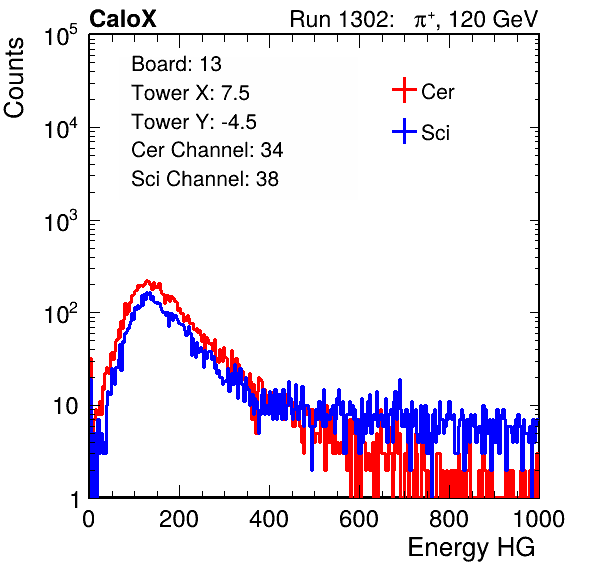 CaloX Run 1302: π⁺, 120 GeV
Counts
10⁵
10⁴
10³
10²
10
1
Board: 13
Tower X: 7.5
Tower Y: -4.5
Cer Channel: 34
Sci Channel: 38
Cer
Sci
0 200 400 600 800 1000
Energy HG